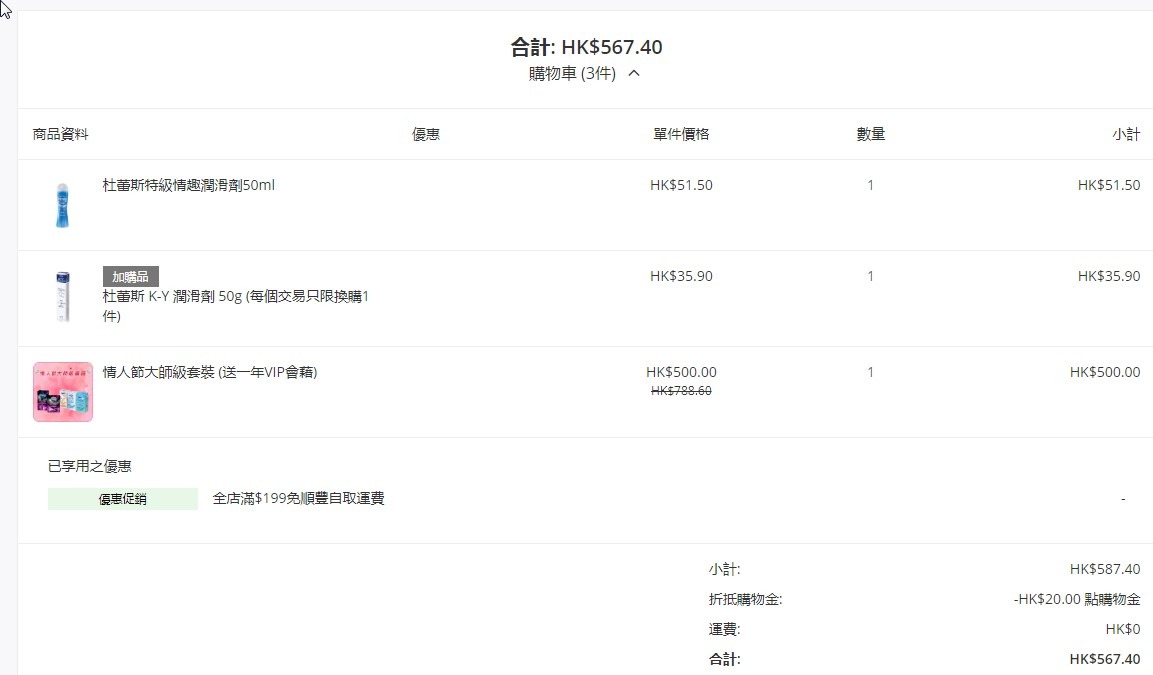 合計: HK$567.40
購物車 (3件)
商品資料 優惠 單件價格 數量 小計
杜蕾斯特級情趣潤滑劑50ml HK$51.50 1 HK$51.50
加購品
HK$35.90 1 HK$35.90
杜蕾斯 K-Y 潤滑劑 50g (每個交易只限換購1
件)
情人節大師級套裝 (送一年VIP會藉) HK$500.00 1 HK$500.00
HK$788.60
已享用之優惠
優惠促銷 全店滿$199免順豐自取運費 -
小計: HK$587.40
折抵購物金: -HK$20.00 點購物金
運費: HK$0
合計: HK$567.40